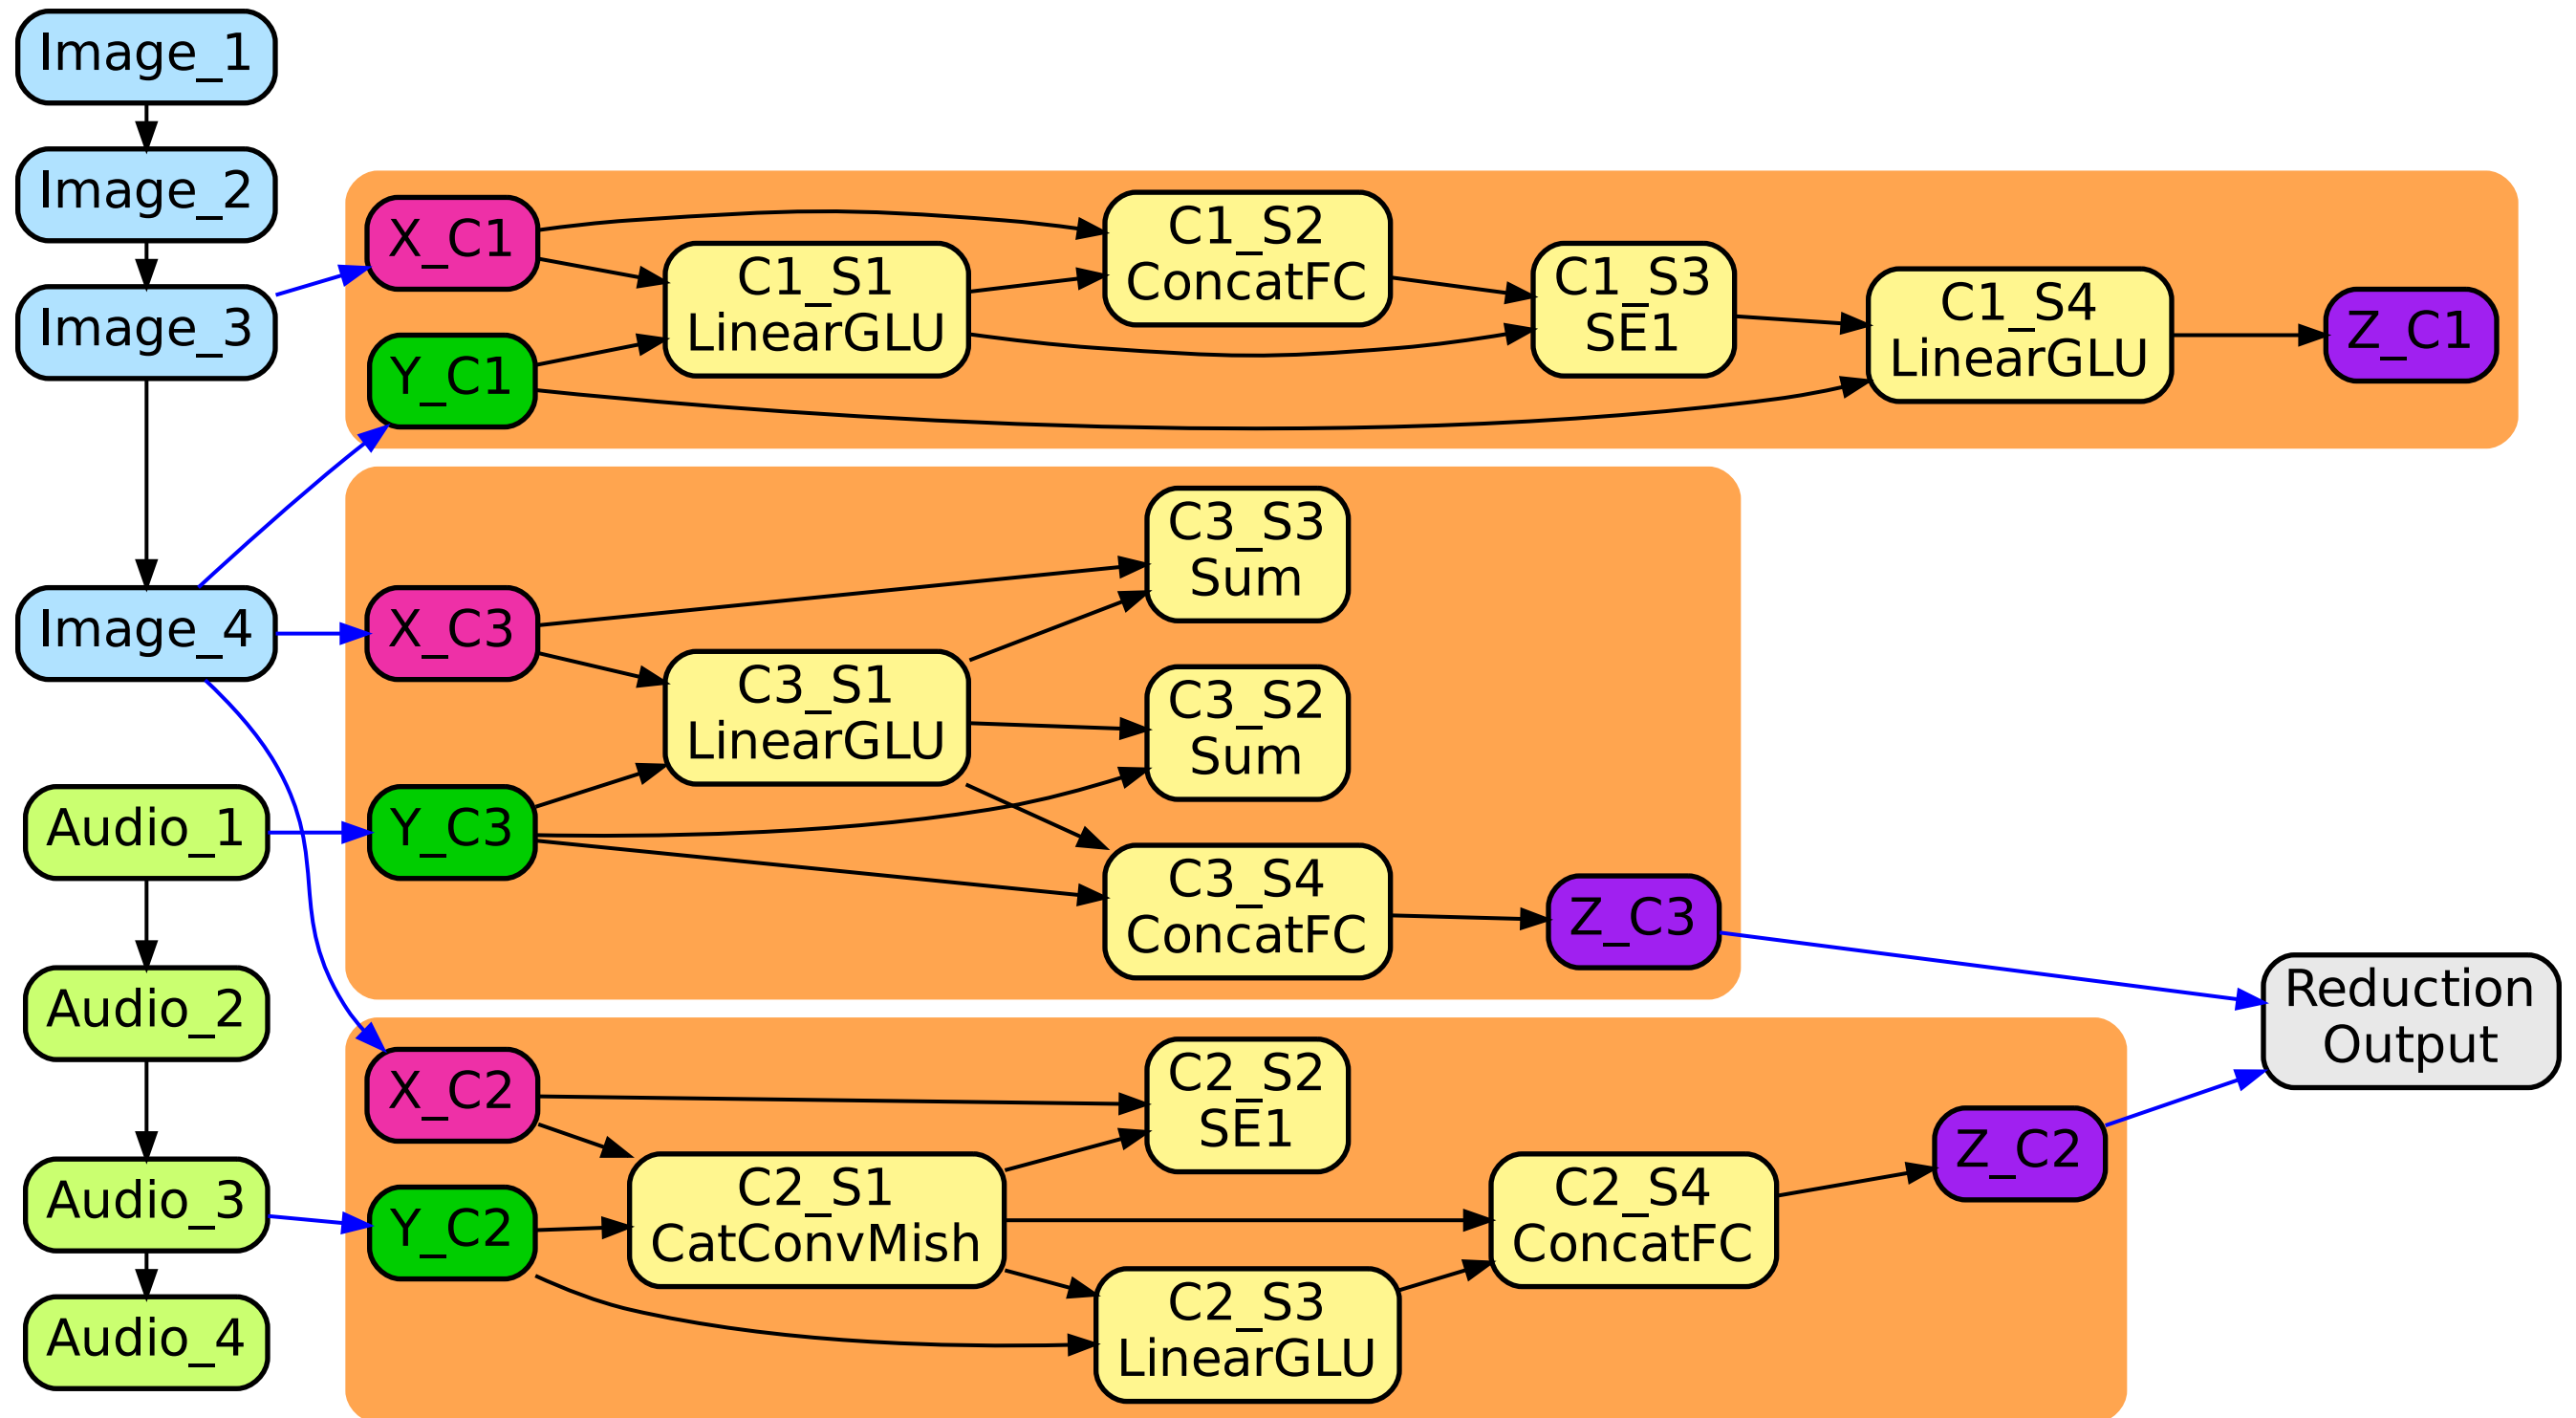 Image_1
Image_2
Image_3
Image_4
Audio_1
Audio_2
Audio_3
Audio_4
X_C1
Y_C1
C1_S1
LinearGLU
C1_S2
ConcatFC
C1_S3
SE1
C1_S4
LinearGLU
Z_C1
X_C3
Y_C3
C3_S1
LinearGLU
C3_S3
Sum
C3_S2
Sum
C3_S4
ConcatFC
Z_C3
X_C2
Y_C2
C2_S1
CatConvMish
C2_S2
SE1
C2_S3
LinearGLU
C2_S4
ConcatFC
Z_C2
Reduction
Output